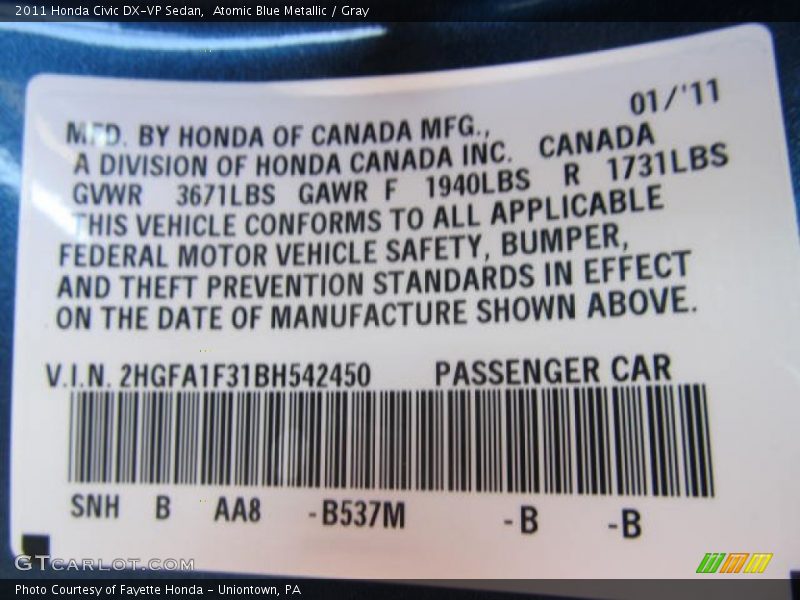 2011 Honda Civic DX-VP Sedan,  Atomic Blue Metallic / Gray
01/'11
MFD. BY HONDA OF CANADA MFG.,
A DIVISION OF HONDA CANADA INC. CANADA
GVWR 3671LBS GAWR F 1940LBS R 1731LBS
THIS VEHICLE CONFORMS TO ALL APPLICABLE
FEDERAL MOTOR VEHICLE SAFETY, BUMPER,
AND THEFT PREVENTION STANDARDS IN EFFECT
ON THE DATE OF MANUFACTURE SHOWN ABOVE.
V.I.N. 2HGFA1F31BH542450 PASSENGER CAR
SNH B AA8 -B537M -B -B
GTCARLOT.COM
Photo Courtesy of Fayette Honda - Uniontown, PA